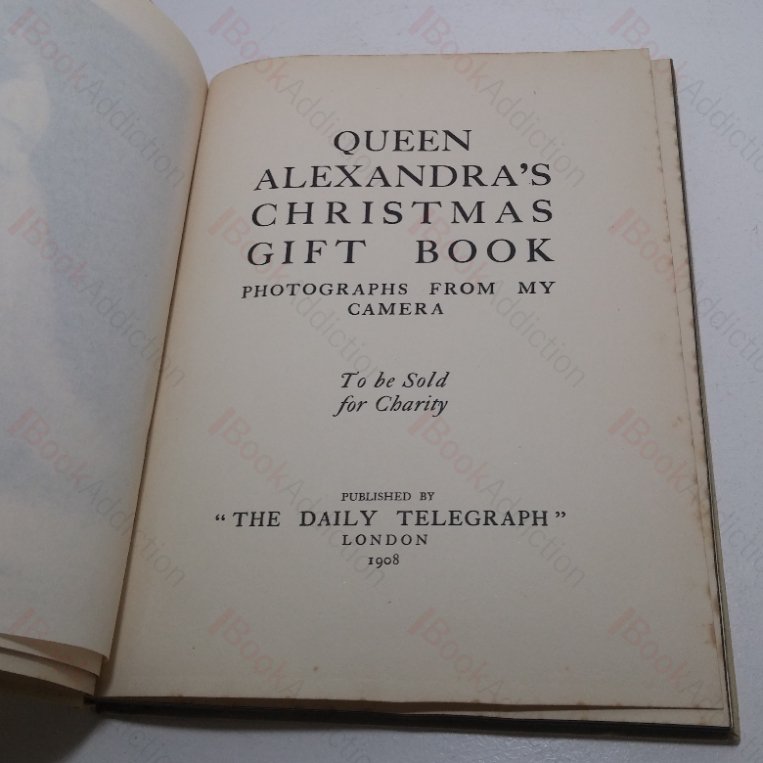 QUEEN
ALEXANDRA'S
CHRISTMAS
GIFT BOOK
PHOTOGRAPHS FROM MY
CAMERA
To be Sold
for Charity
PUBLISHED BY
"THE DAILY TELEGRAPH"
LONDON
1908
BookAddiction